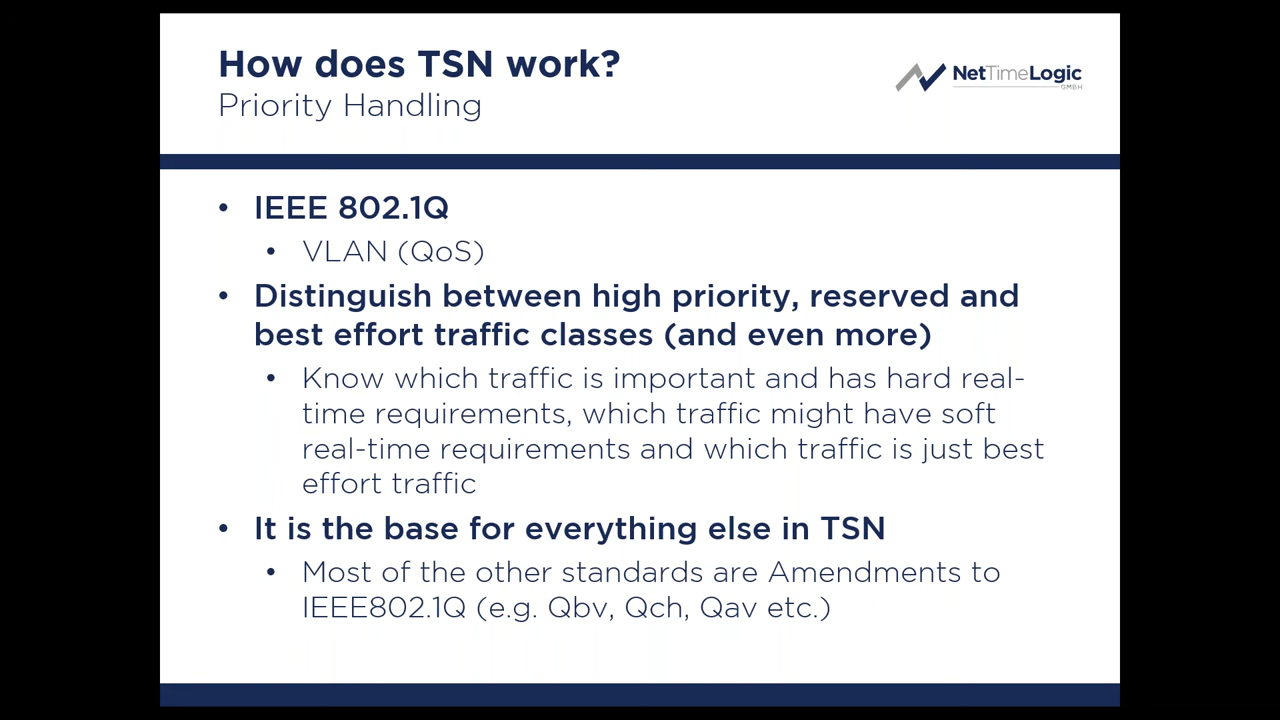 How does TSN work?
Priority Handling
NetTimeLogic
GMBH
• IEEE 802.1Q
• VLAN (QoS)
• Distinguish between high priority, reserved and
best effort traffic classes (and even more)
• Know which traffic is important and has hard real-
time requirements, which traffic might have soft
real-time requirements and which traffic is just best
effort traffic
• It is the base for everything else in TSN
• Most of the other standards are Amendments to
IEEE802.1Q (e.g. Qbv, Qch, Qav etc.)